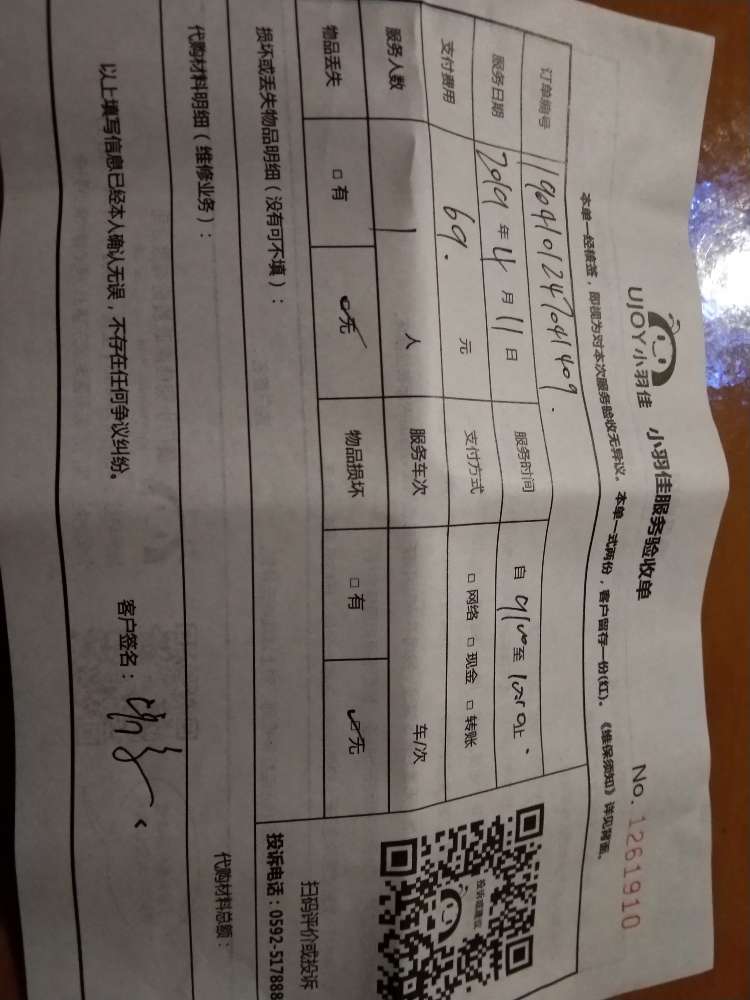 UJOY小羽佳 小羽佳服务验收单 No. 1261910
本单一经核签，即视为对本次服务验收无异议。本单一式两份，客户留存一份(红)。《维保须知》详见背面。
订单编号
服务日期 2019 年 4 月 11 日 服务时间 自 至 止
支付费用 69. 元 支付方式 □ 网络 □ 现金 □ 转账
服务人数 1 人 服务车次 车/次
物品丢失 □ 有 □ 无 物品损坏 □ 有 □ 无
损坏或丢失物品明细（没有可不填）：
投诉或建议
扫码评价或投诉
投诉电话：0592-517888
代购材料明细（维修业务）：
代购材料总额：
以上填写信息已经本人确认无误，不存在任何争议纠纷。 客户签名：